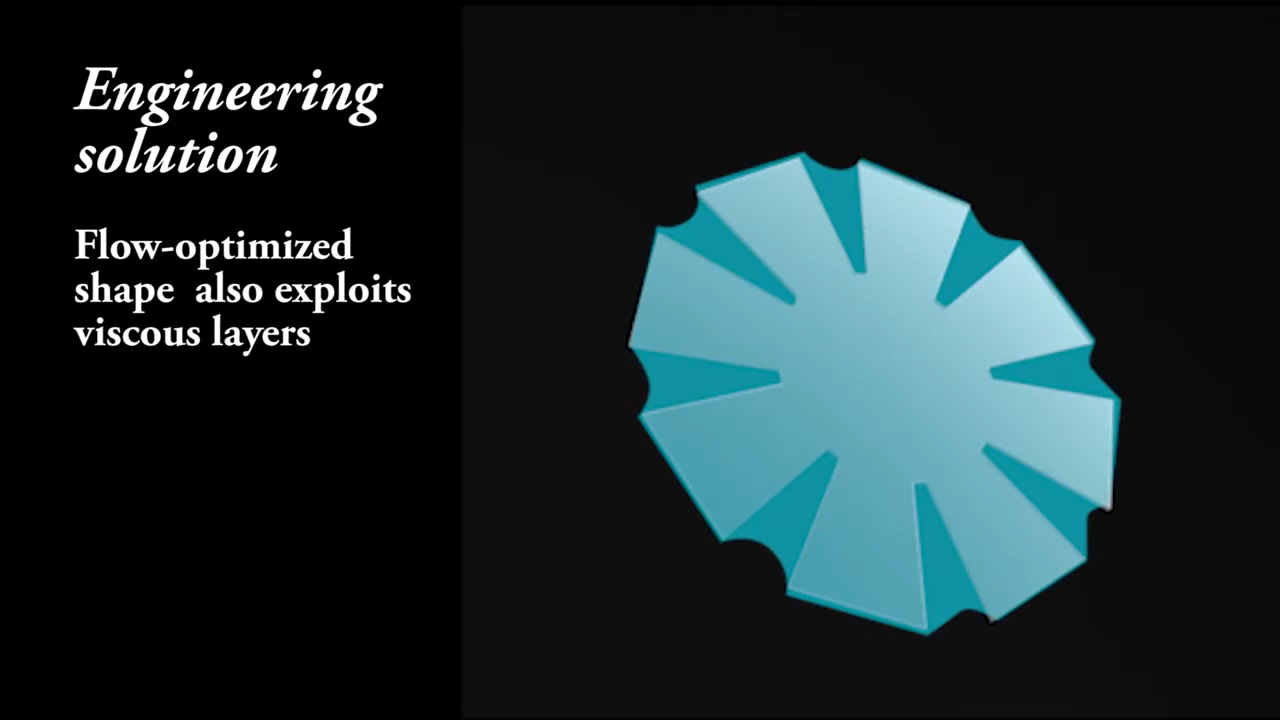 Engineering
solution
Flow-optimized
shape  also exploits
viscous layers